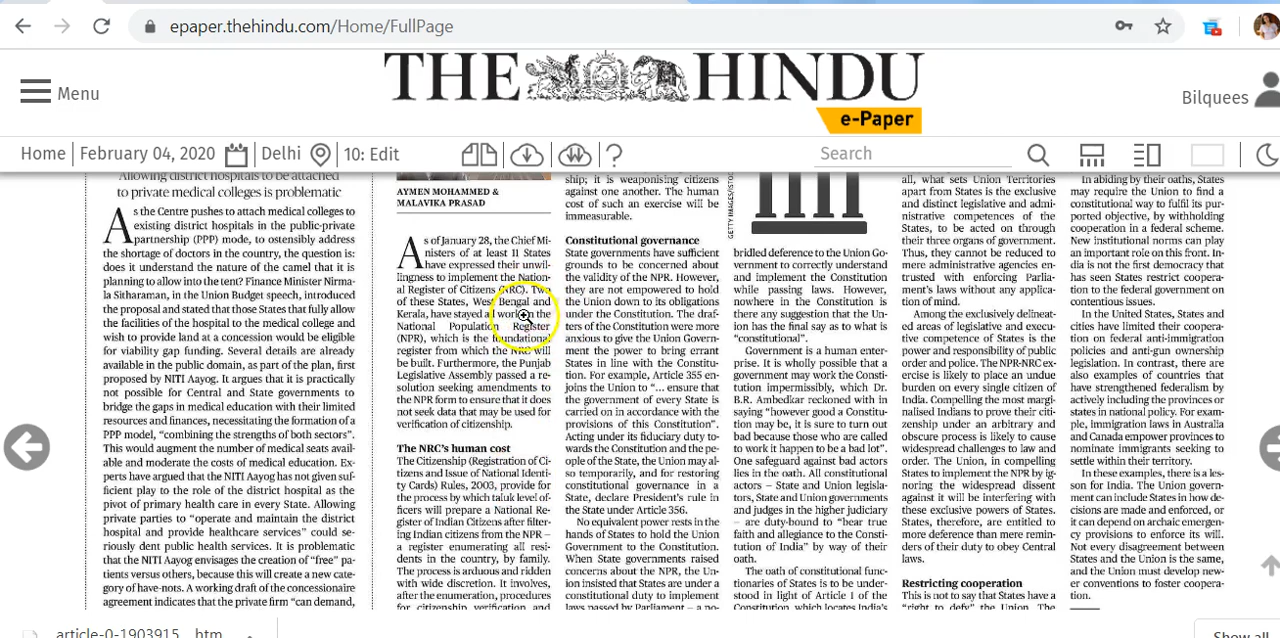 epaper.thehindu.com/Home/FullPage
THE HINDU
e-Paper
Menu
Bilquees
Home
February 04, 2020
Delhi
10: Edit
?
Search
Allowing district hospitals to be attached
to private medical colleges is problematic
As the Centre pushes to attach medical colleges to
existing district hospitals in the public-private
partnership (PPP) mode, to ostensibly address
the shortage of doctors in the country, the question is:
does it understand the nature of the camel that it is
planning to allow into the tent? Finance Minister Nirma-
la Sitharaman, in the Union Budget speech, introduced
the proposal and stated that those States that fully allow
the facilities of the hospital to the medical college and
wish to provide land at a concession would be eligible
for viability gap funding. Several details are already
available in the public domain, as part of the plan, first
proposed by NITI Aayog. It argues that it is practically
not possible for Central and State governments to
bridge the gaps in medical education with their limited
resources and finances, necessitating the formation of a
PPP model, “combining the strengths of both sectors”.
This would augment the number of medical seats avail-
able and moderate the costs of medical education. Ex-
perts have argued that the NITI Aayog has not given suf-
ficient play to the role of the district hospital as the
pivot of primary health care in every State. Allowing
private parties to “operate and maintain the district
hospital and provide healthcare services” could se-
riously dent public health services. It is problematic
that the NITI Aayog envisages the creation of “free” pa-
tients versus others, because this will create a new cate-
gory of have-nots. A working draft of the concessionaire
agreement indicates that the private firm “can demand,
AYMEN MOHAMMED &
MALAVIKA PRASAD
As of January 28, the Chief Mi-
nisters of at least 11 States
have expressed their unwil-
lingness to implement the Nation-
al Register of Citizens (NRC). Two
of these States, West Bengal and
Kerala, have stayed all work on the
National Population Register
(NPR), which is the foundational
register from which the NRC will
be built. Furthermore, the Punjab
Legislative Assembly passed a re-
solution seeking amendments to
the NPR form to ensure that it does
not seek data that may be used for
verification of citizenship.
The NRC’s human cost
The Citizenship (Registration of Ci-
tizens and Issue of National Identi-
ty Cards) Rules, 2003, provide for
the process by which taluk level of-
ficers will prepare a National Re-
gister of Indian Citizens after filter-
ing Indian citizens from the NPR –
a register enumerating all resi-
dents in the country, by family.
The process is arduous and ridden
with wide discretion. It involves,
after the enumeration, procedures
for citizenship verification and
ship; it is weaponising citizens
against one another. The human
cost of such an exercise will be
immeasurable.
Constitutional governance
State governments have sufficient
grounds to be concerned about
the validity of the NPR. However,
they are not empowered to hold
the Union down to its obligations
under the Constitution. The draf-
ters of the Constitution were more
anxious to give the Union Govern-
ment the power to bring errant
States in line with the Constitu-
tion. For example, Article 355 en-
joins the Union to “... ensure that
the government of every State is
carried on in accordance with the
provisions of this Constitution”.
Acting under its fiduciary duty to-
wards the Constitution and the pe-
ople of the State, the Union may al-
so temporarily, and for restoring
constitutional governance in a
State, declare President’s rule in
the State under Article 356.
No equivalent power rests in the
hands of States to hold the Union
Government to the Constitution.
When State governments raised
concerns about the NPR, the Un-
ion insisted that States are under a
constitutional duty to implement
laws passed by Parliament – a no-
GETTY IMAGES/ISTO
bridled deference to the Union Go-
vernment to correctly understand
and implement the Constitution
while passing laws. However,
nowhere in the Constitution is
there any suggestion that the Un-
ion has the final say as to what is
“constitutional”.
Government is a human enter-
prise. It is wholly possible that a
government may work the Consti-
tution impermissibly, which Dr.
B.R. Ambedkar reckoned with in
saying “however good a Constitu-
tion may be, it is sure to turn out
bad because those who are called
to work it happen to be a bad lot”.
One safeguard against bad actors
lies in the oath. All constitutional
actors – State and Union legisla-
tors, State and Union governments
and judges in the higher judiciary
– are duty-bound to “bear true
faith and allegiance to the Consti-
tution of India” by way of their
oath.
The oath of constitutional func-
tionaries of States is to be under-
stood in light of Article 1 of the
Constitution, which locates India’s
all, what sets Union Territories
apart from States is the exclusive
and distinct legislative and admi-
nistrative competences of the
States, to be acted on through
their three organs of government.
Thus, they cannot be reduced to
mere administrative agencies en-
trusted with enforcing Parlia-
ment’s laws without any applica-
tion of mind.
Among the exclusively delineat-
ed areas of legislative and execu-
tive competence of States is the
power and responsibility of public
order and police. The NPR-NRC ex-
ercise is likely to place an undue
burden on every single citizen of
India. Compelling the most margi-
nalised Indians to prove their citi-
zenship under an arbitrary and
obscure process is likely to cause
widespread challenges to law and
order. The Union, in compelling
States to implement the NPR by ig-
noring the widespread dissent
against it will be interfering with
these exclusive powers of States.
States, therefore, are entitled to
more deference than mere remin-
ders of their duty to obey Central
laws.
Restricting cooperation
This is not to say that States have a
“right to defy” the Union. The
In abiding by their oaths, States
may require the Union to find a
constitutional way to fulfil its pur-
ported objective, by withholding
cooperation in a federal scheme.
New institutional norms can play
an important role on this front. In-
dia is not the first democracy that
has seen States restrict coopera-
tion to the federal government on
contentious issues.
In the United States, States and
cities have limited their coopera-
tion on federal anti-immigration
policies and anti-gun ownership
legislation. In contrast, there are
also examples of countries that
have strengthened federalism by
actively including the provinces or
states in national policy. For exam-
ple, immigration laws in Australia
and Canada empower provinces to
nominate immigrants seeking to
settle within their territory.
In these examples, there is a les-
son for India. The Union govern-
ment can include States in how de-
cisions are made and enforced, or
it can depend on archaic emergen-
cy provisions to enforce its will.
Not every disagreement between
States and the Union is the same,
and the Union must develop new-
er conventions to foster coopera-
tion.
article-0-1903915....htm
Show all